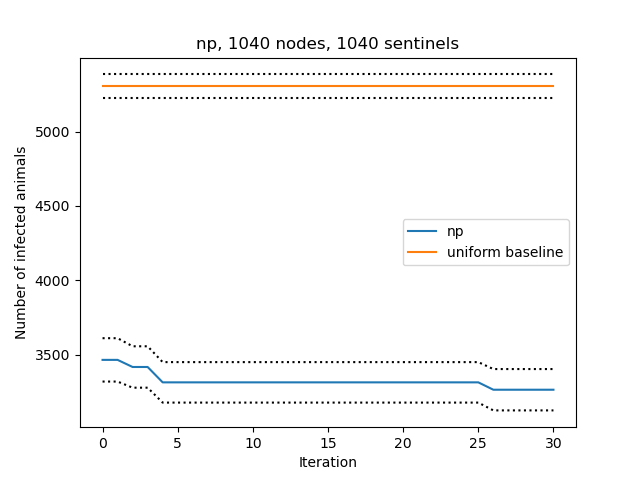 np, 1040 nodes, 1040 sentinels
Number of infected animals
5000
4500
4000
3500
np
uniform baseline
0 5 10 15 20 25 30
Iteration